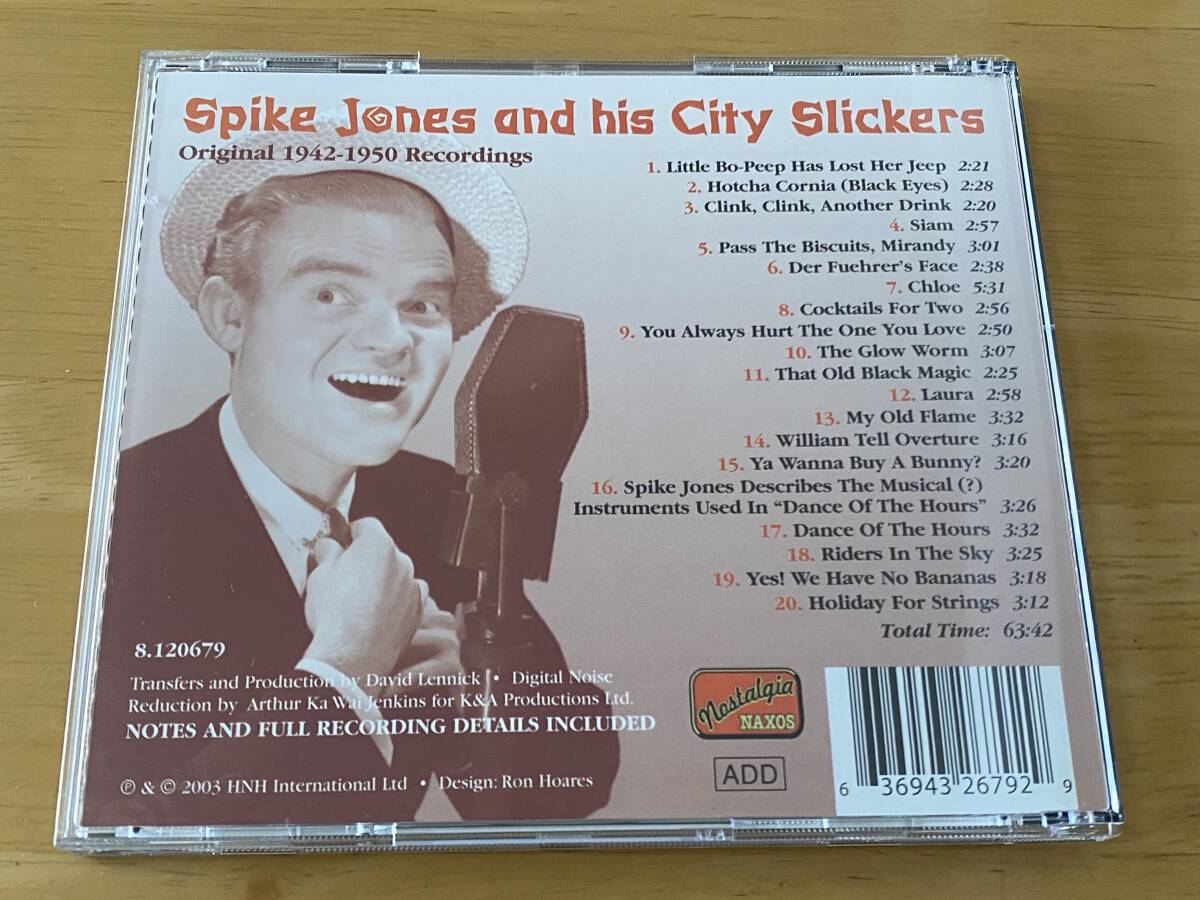 Spike Jones and his City Slickers
Original 1942-1950 Recordings
1. Little Bo-Peep Has Lost Her Jeep 2:21
2. Hotcha Cornia (Black Eyes) 2:28
3. Clink, Clink, Another Drink 2:20
4. Siam 2:57
5. Pass The Biscuits, Mirandy 3:01
6. Der Fuehrer's Face 2:38
7. Chloe 5:31
8. Cocktails For Two 2:56
9. You Always Hurt The One You Love 2:50
10. The Glow Worm 3:07
11. That Old Black Magic 2:25
12. Laura 2:58
13. My Old Flame 3:32
14. William Tell Overture 3:16
15. Ya Wanna Buy A Bunny? 3:20
16. Spike Jones Describes The Musical (?)
Instruments Used In "Dance Of The Hours" 3:26
17. Dance Of The Hours 3:32
18. Riders In The Sky 3:25
19. Yes! We Have No Bananas 3:18
20. Holiday For Strings 3:12
Total Time: 63:42
8.120679
Transfers and Production by David Lennick • Digital Noise
Reduction by Arthur Ka Wai Jenkins for K&A Productions Ltd.
NOTES AND FULL RECORDING DETAILS INCLUDED
℗ & © 2003 HNH International Ltd • Design: Ron Hoares
Nostalgia
NAXOS
ADD
6 36943 26792 9